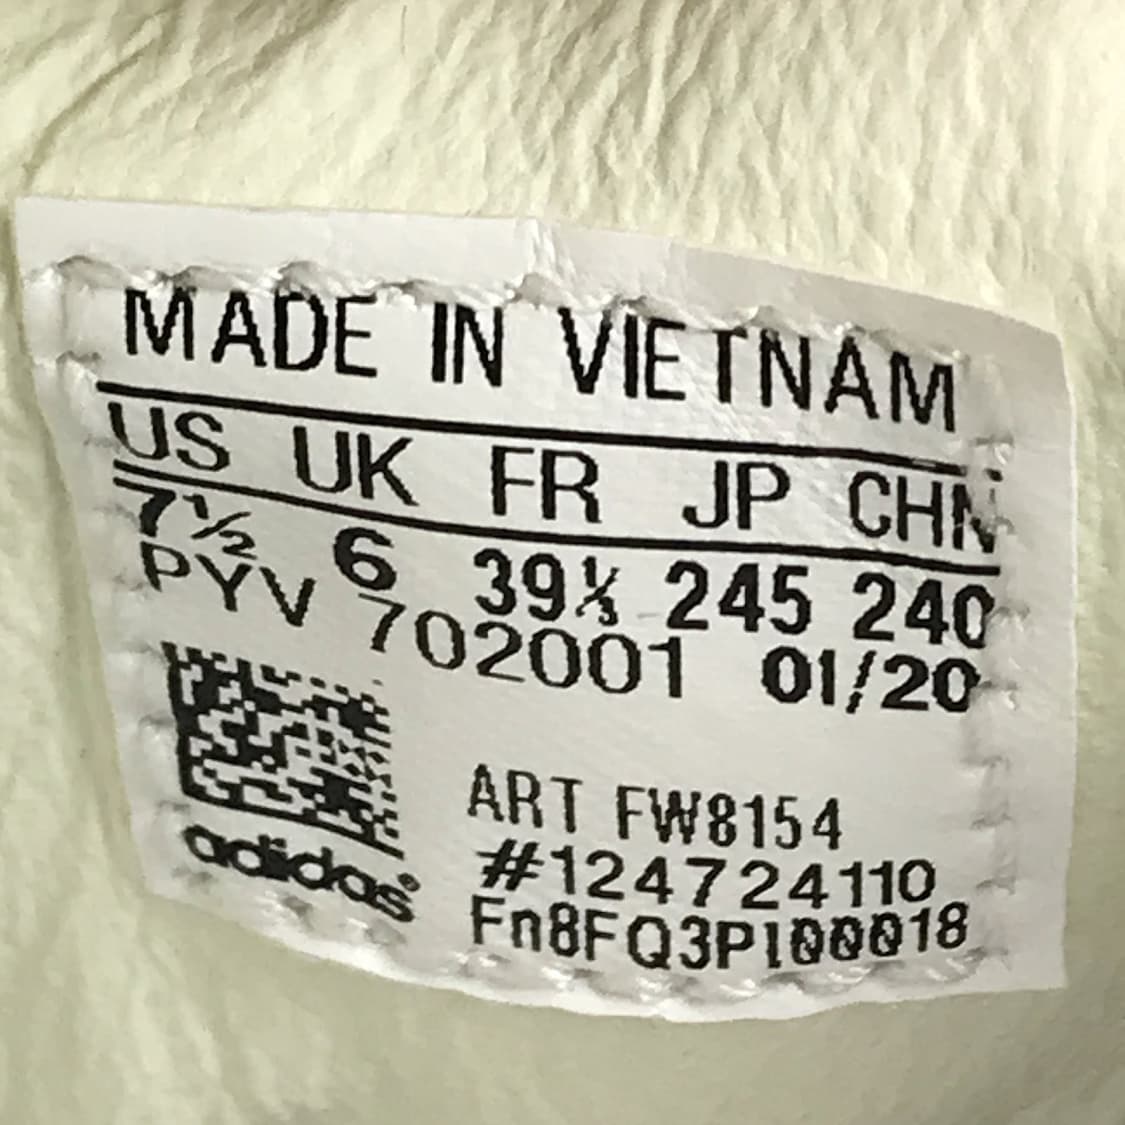 MADE IN VIETNAM
US UK FR JP CHN
7½ 6 39⅓ 245 240
PYV 702001 01/20
ART FW8154
#124724110
Fn8FQ3Pl00018
adidas®